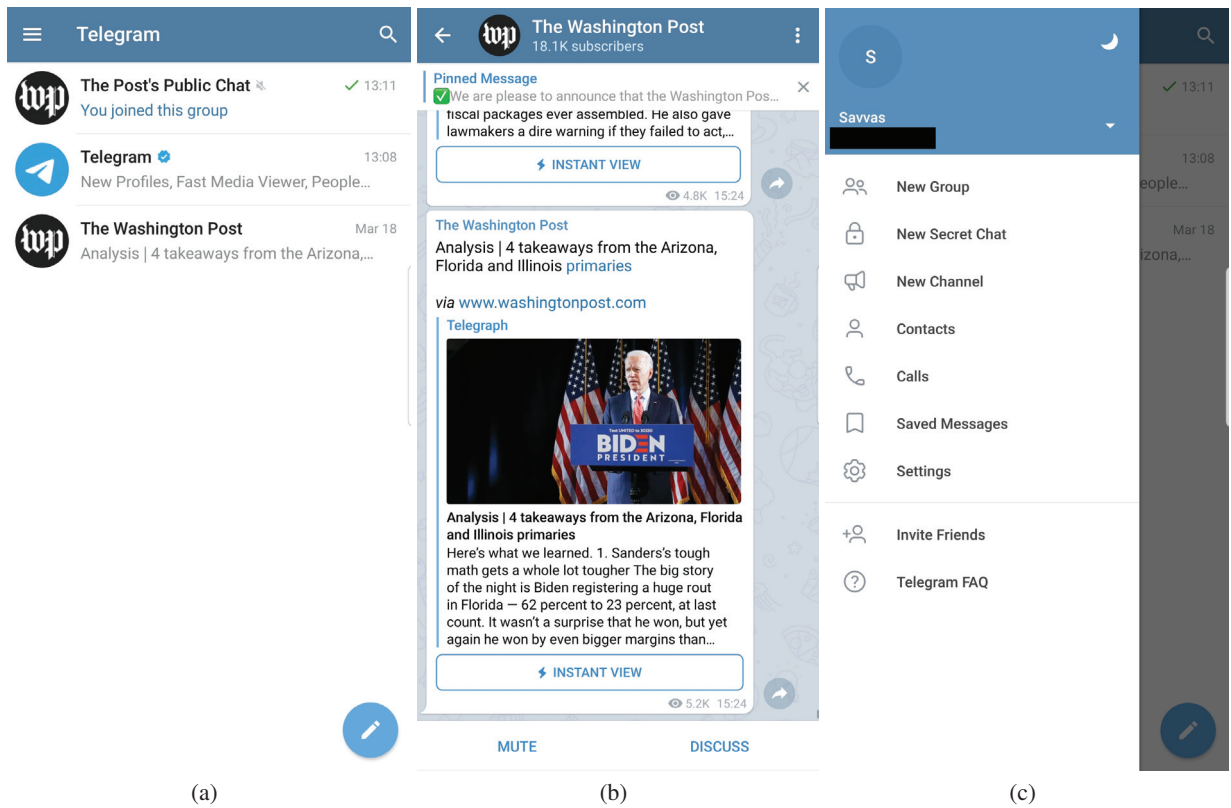 Telegram
The Post's Public Chat
13:11
You joined this group
Telegram
13:08
New Profiles, Fast Media Viewer, People...
The Washington Post
Mar 18
Analysis | 4 takeaways from the Arizona,...
(a)
wp
The Washington Post
18.1K subscribers
Pinned Message
✅We are please to announce that the Washington Pos...
fiscal packages ever assembled. He also gave
lawmakers a dire warning if they failed to act,...
INSTANT VIEW
4.8K 15:24
The Washington Post
Analysis | 4 takeaways from the Arizona,
Florida and Illinois primaries
via www.washingtonpost.com
Telegraph
BIDEN
PRESIDENT
Analysis | 4 takeaways from the Arizona, Florida
and Illinois primaries
Here's what we learned. 1. Sanders's tough
math gets a whole lot tougher The big story
of the night is Biden registering a huge rout
in Florida — 62 percent to 23 percent, at last
count. It wasn't a surprise that he won, but yet
again he won by even bigger margins than...
INSTANT VIEW
5.2K 15:24
MUTE
DISCUSS
(b)
S
Savvas
New Group
New Secret Chat
New Channel
Contacts
Calls
Saved Messages
Settings
Invite Friends
Telegram FAQ
13:11
13:08
eople...
Mar 18
izona,...
(c)